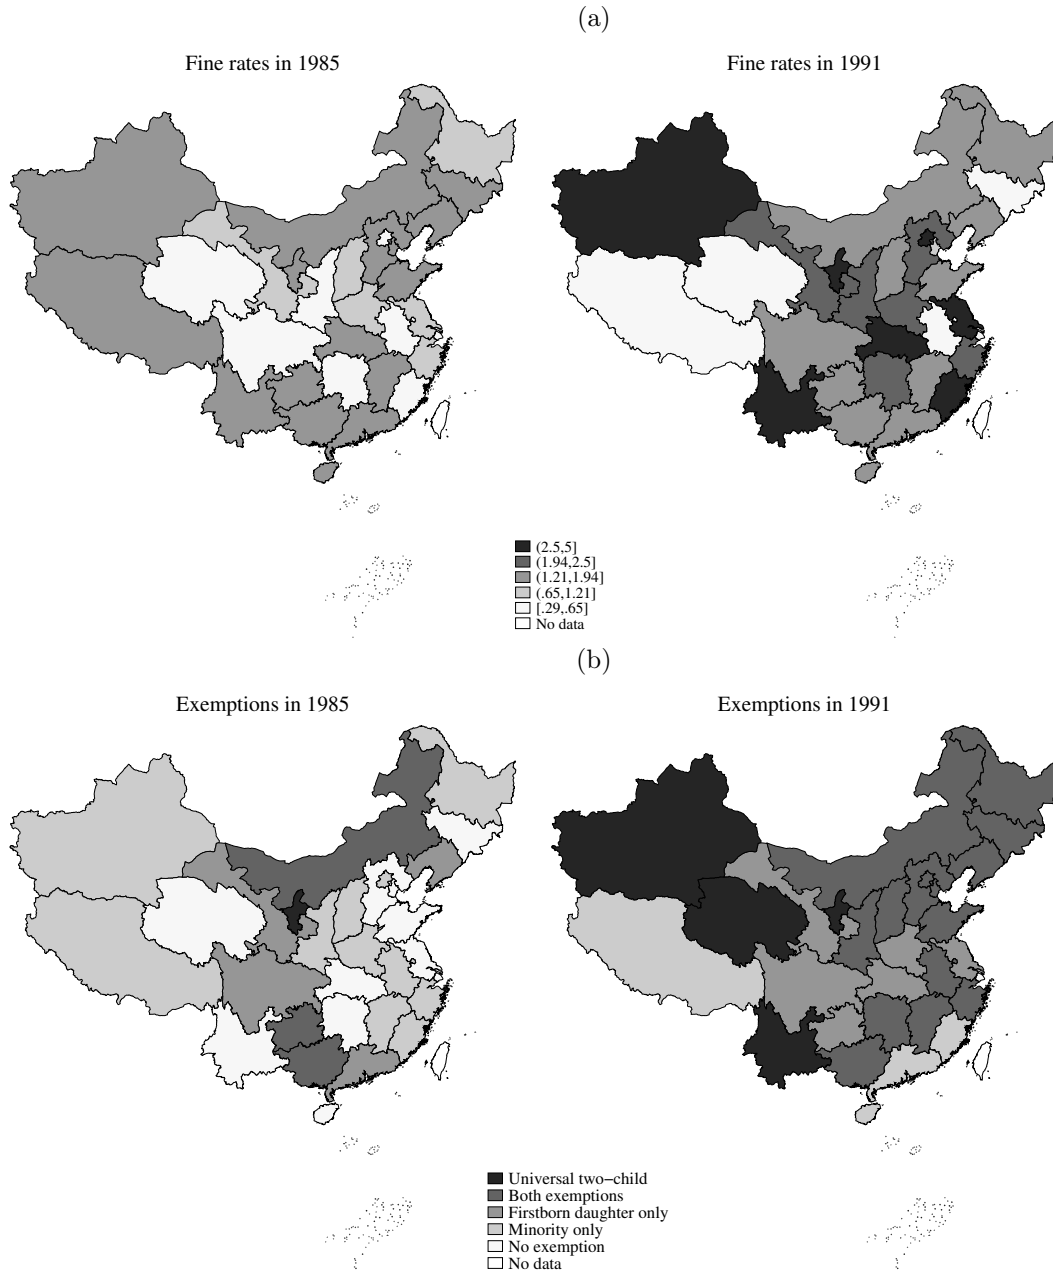 (a)
Fine rates in 1985
Fine rates in 1991
(2.5,5]
(1.94,2.5]
(1.21,1.94]
(.65,1.21]
[.29,.65]
No data
(b)
Exemptions in 1985
Exemptions in 1991
Universal two−child
Both exemptions
Firstborn daughter only
Minority only
No exemption
No data